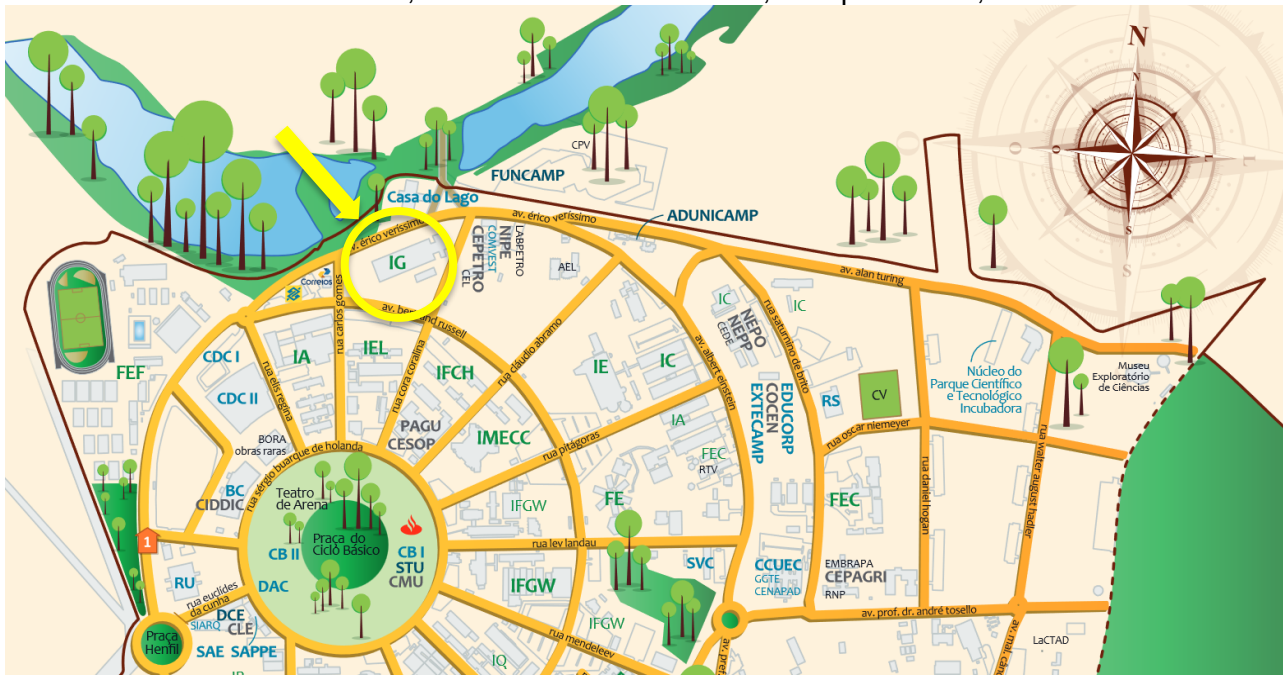 N
N
S
S
CPV
FUNCAMP
Casa do Lago
av. érico veríssimo
ADUNICAMP
av. érico veríssimo
IG
LABPETRO
NIPE
COMVEST
CEPETRO
CEL
AEL
av. alan turing
Correios
rua carlos gomes
rua cora coralina
rua cláudio abramo
IC
NEPO
NEPP
CEDE
IC
rua saturnino de brito
Museu
Exploratório
de Ciências
FEF
CDC I
IA
IEL
IFCH
IE
IC
av. albert einstein
Núcleo do
Parque Científico
e Tecnológico
Incubadora
CDC II
rua elis regina
EDUCORP
COCEN
EXTECAMP
RS
CV
PAGU
CESOP
IMECC
IA
rua oscar niemeyer
BORA
obras raras
rua sérgio buarque de holanda
rua pitágoras
FEC
RTV
rua daniel hogan
rua walter august hadler
BC
CIDDIC
Teatro
de Arena
IFGW
FE
FEC
Praça do
Ciclo Básico
1
CB II
CB I
STU
CMU
rua lev landau
RU
DAC
IFGW
SVC
CCUEC
GGTE
CENAPAD
EMBRAPA
CEPAGRI
RNP
rua euclides
da cunha
DCE
CLE
SIARQ
IFGW
av. prof. dr. andré tosello
Praça
Henfil
SAE
SAPPE
rua mendeleev
IQ
LaCTAD